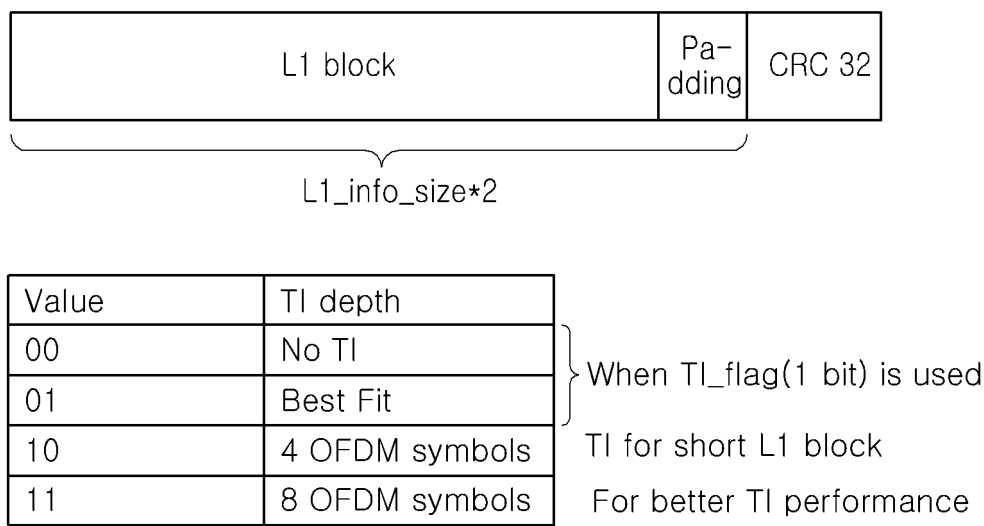 L1 block
Pa-
dding
CRC 32
L1_info_size*2
Value TI depth
00 No TI
01 Best Fit
When TI_flag(1 bit) is used
10 4 OFDM symbols TI for short L1 block
11 8 OFDM symbols For better TI performance